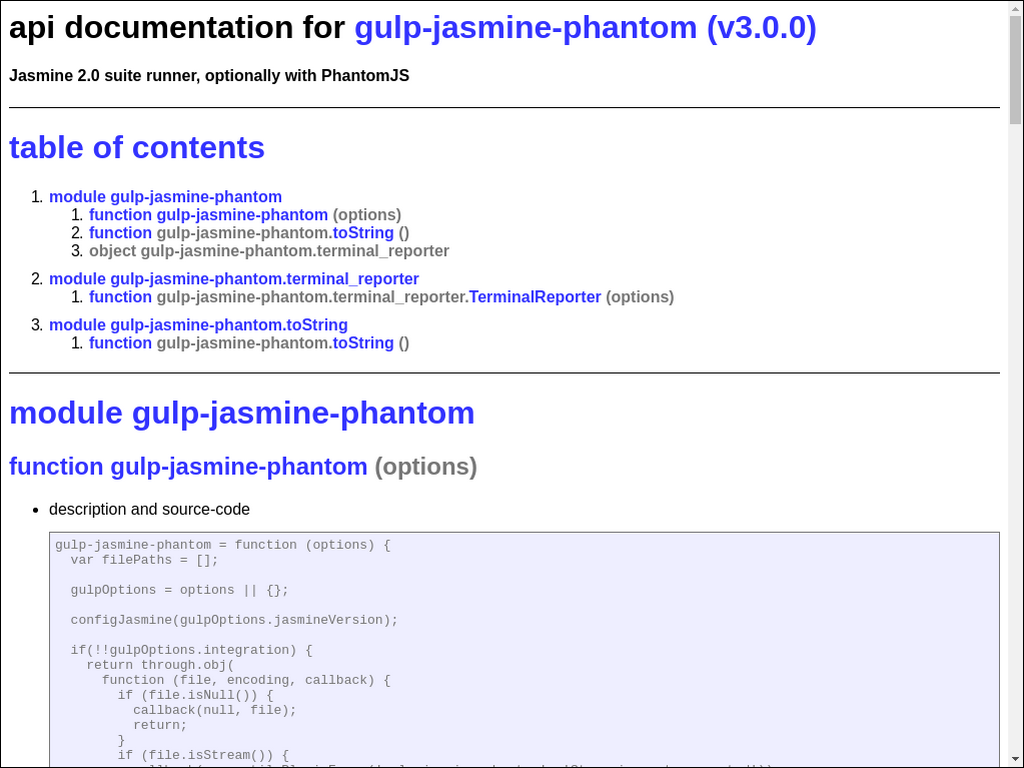 api documentation for gulp-jasmine-phantom (v3.0.0)
Jasmine 2.0 suite runner, optionally with PhantomJS
table of contents
1. module gulp-jasmine-phantom
1. function gulp-jasmine-phantom (options)
2. function gulp-jasmine-phantom.toString ()
3. object gulp-jasmine-phantom.terminal_reporter
2. module gulp-jasmine-phantom.terminal_reporter
1. function gulp-jasmine-phantom.terminal_reporter.TerminalReporter (options)
3. module gulp-jasmine-phantom.toString
1. function gulp-jasmine-phantom.toString ()
module gulp-jasmine-phantom
function gulp-jasmine-phantom (options)
• description and source-code
gulp-jasmine-phantom = function (options) {
  var filePaths = [];
  gulpOptions = options || {};
  configJasmine(gulpOptions.jasmineVersion);
  if(!!gulpOptions.integration) {
    return through.obj(
      function (file, encoding, callback) {
        if (file.isNull()) {
          callback(null, file);
          return;
        }
        if (file.isStream()) {